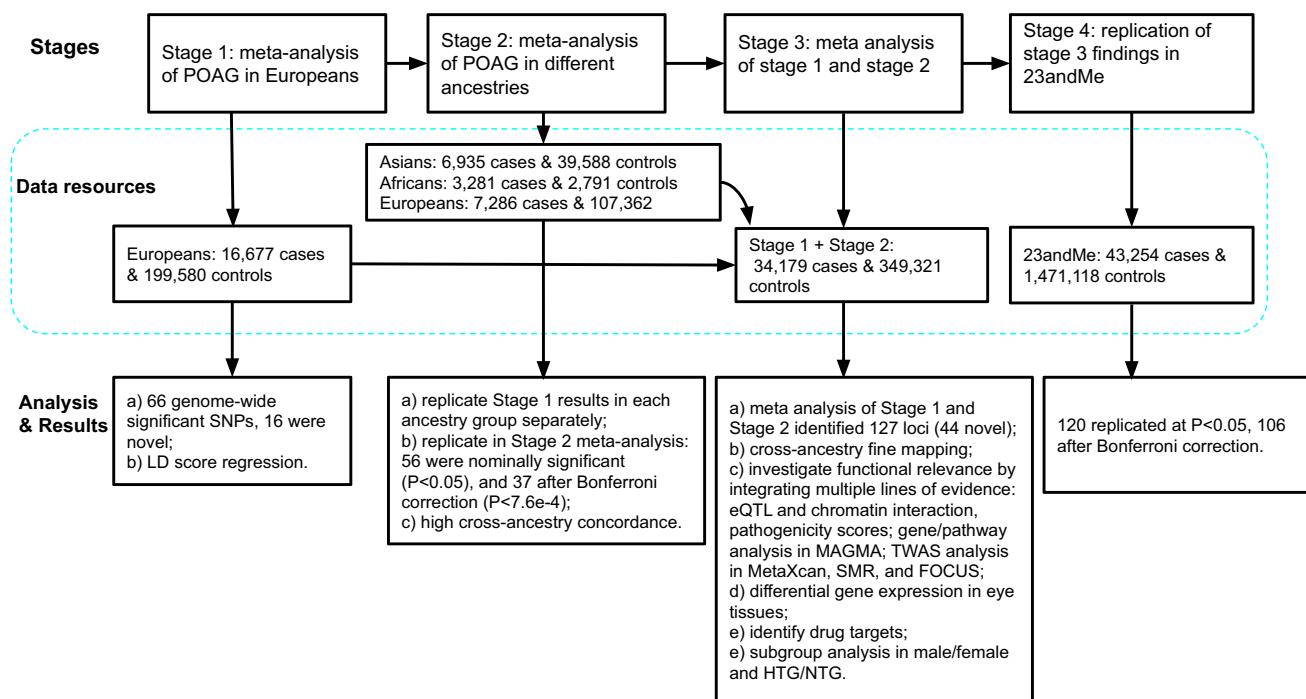 Stages
Stage 1: meta-analysis
of POAG in Europeans
Stage 2: meta-analysis
of POAG in different
ancestries
Stage 3: meta analysis
of stage 1 and stage 2
Stage 4: replication of
stage 3 findings in
23andMe
Data resources
Asians: 6,935 cases & 39,588 controls
Africans: 3,281 cases & 2,791 controls
Europeans: 7,286 cases & 107,362
Europeans: 16,677 cases
& 199,580 controls
Stage 1 + Stage 2:
34,179 cases & 349,321
controls
23andMe: 43,254 cases &
1,471,118 controls
Analysis
& Results
a) 66 genome-wide
significant SNPs, 16 were
novel;
b) LD score regression.
a) replicate Stage 1 results in each
ancestry group separately;
b) replicate in Stage 2 meta-analysis:
56 were nominally significant
(P<0.05), and 37 after Bonferroni
correction (P<7.6e-4);
c) high cross-ancestry concordance.
a) meta analysis of Stage 1 and
Stage 2 identified 127 loci (44 novel);
b) cross-ancestry fine mapping;
c) investigate functional relevance by
integrating multiple lines of evidence:
eQTL and chromatin interaction,
pathogenicity scores; gene/pathway
analysis in MAGMA; TWAS analysis
in MetaXcan, SMR, and FOCUS;
d) differential gene expression in eye
tissues;
e) identify drug targets;
e) subgroup analysis in male/female
and HTG/NTG.
120 replicated at P<0.05, 106
after Bonferroni correction.